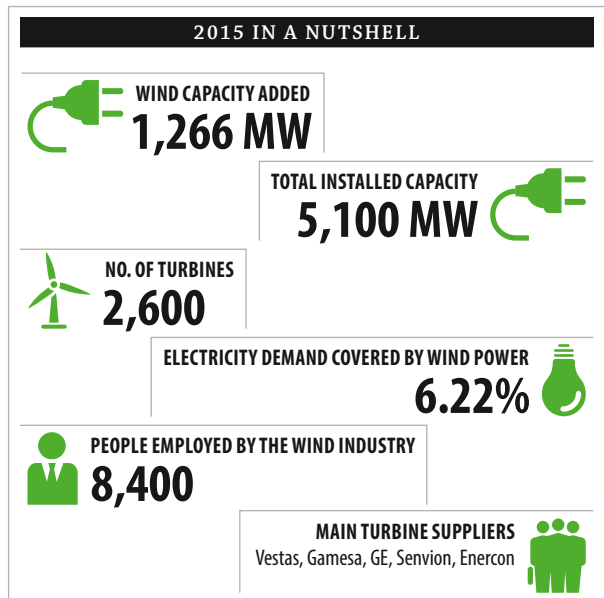 2015 IN A NUTSHELL
WIND CAPACITY ADDED
1,266 MW
TOTAL INSTALLED CAPACITY
5,100 MW
NO. OF TURBINES
2,600
ELECTRICITY DEMAND COVERED BY WIND POWER
6.22%
PEOPLE EMPLOYED BY THE WIND INDUSTRY
8,400
MAIN TURBINE SUPPLIERS
Vestas, Gamesa, GE, Senvion, Enercon